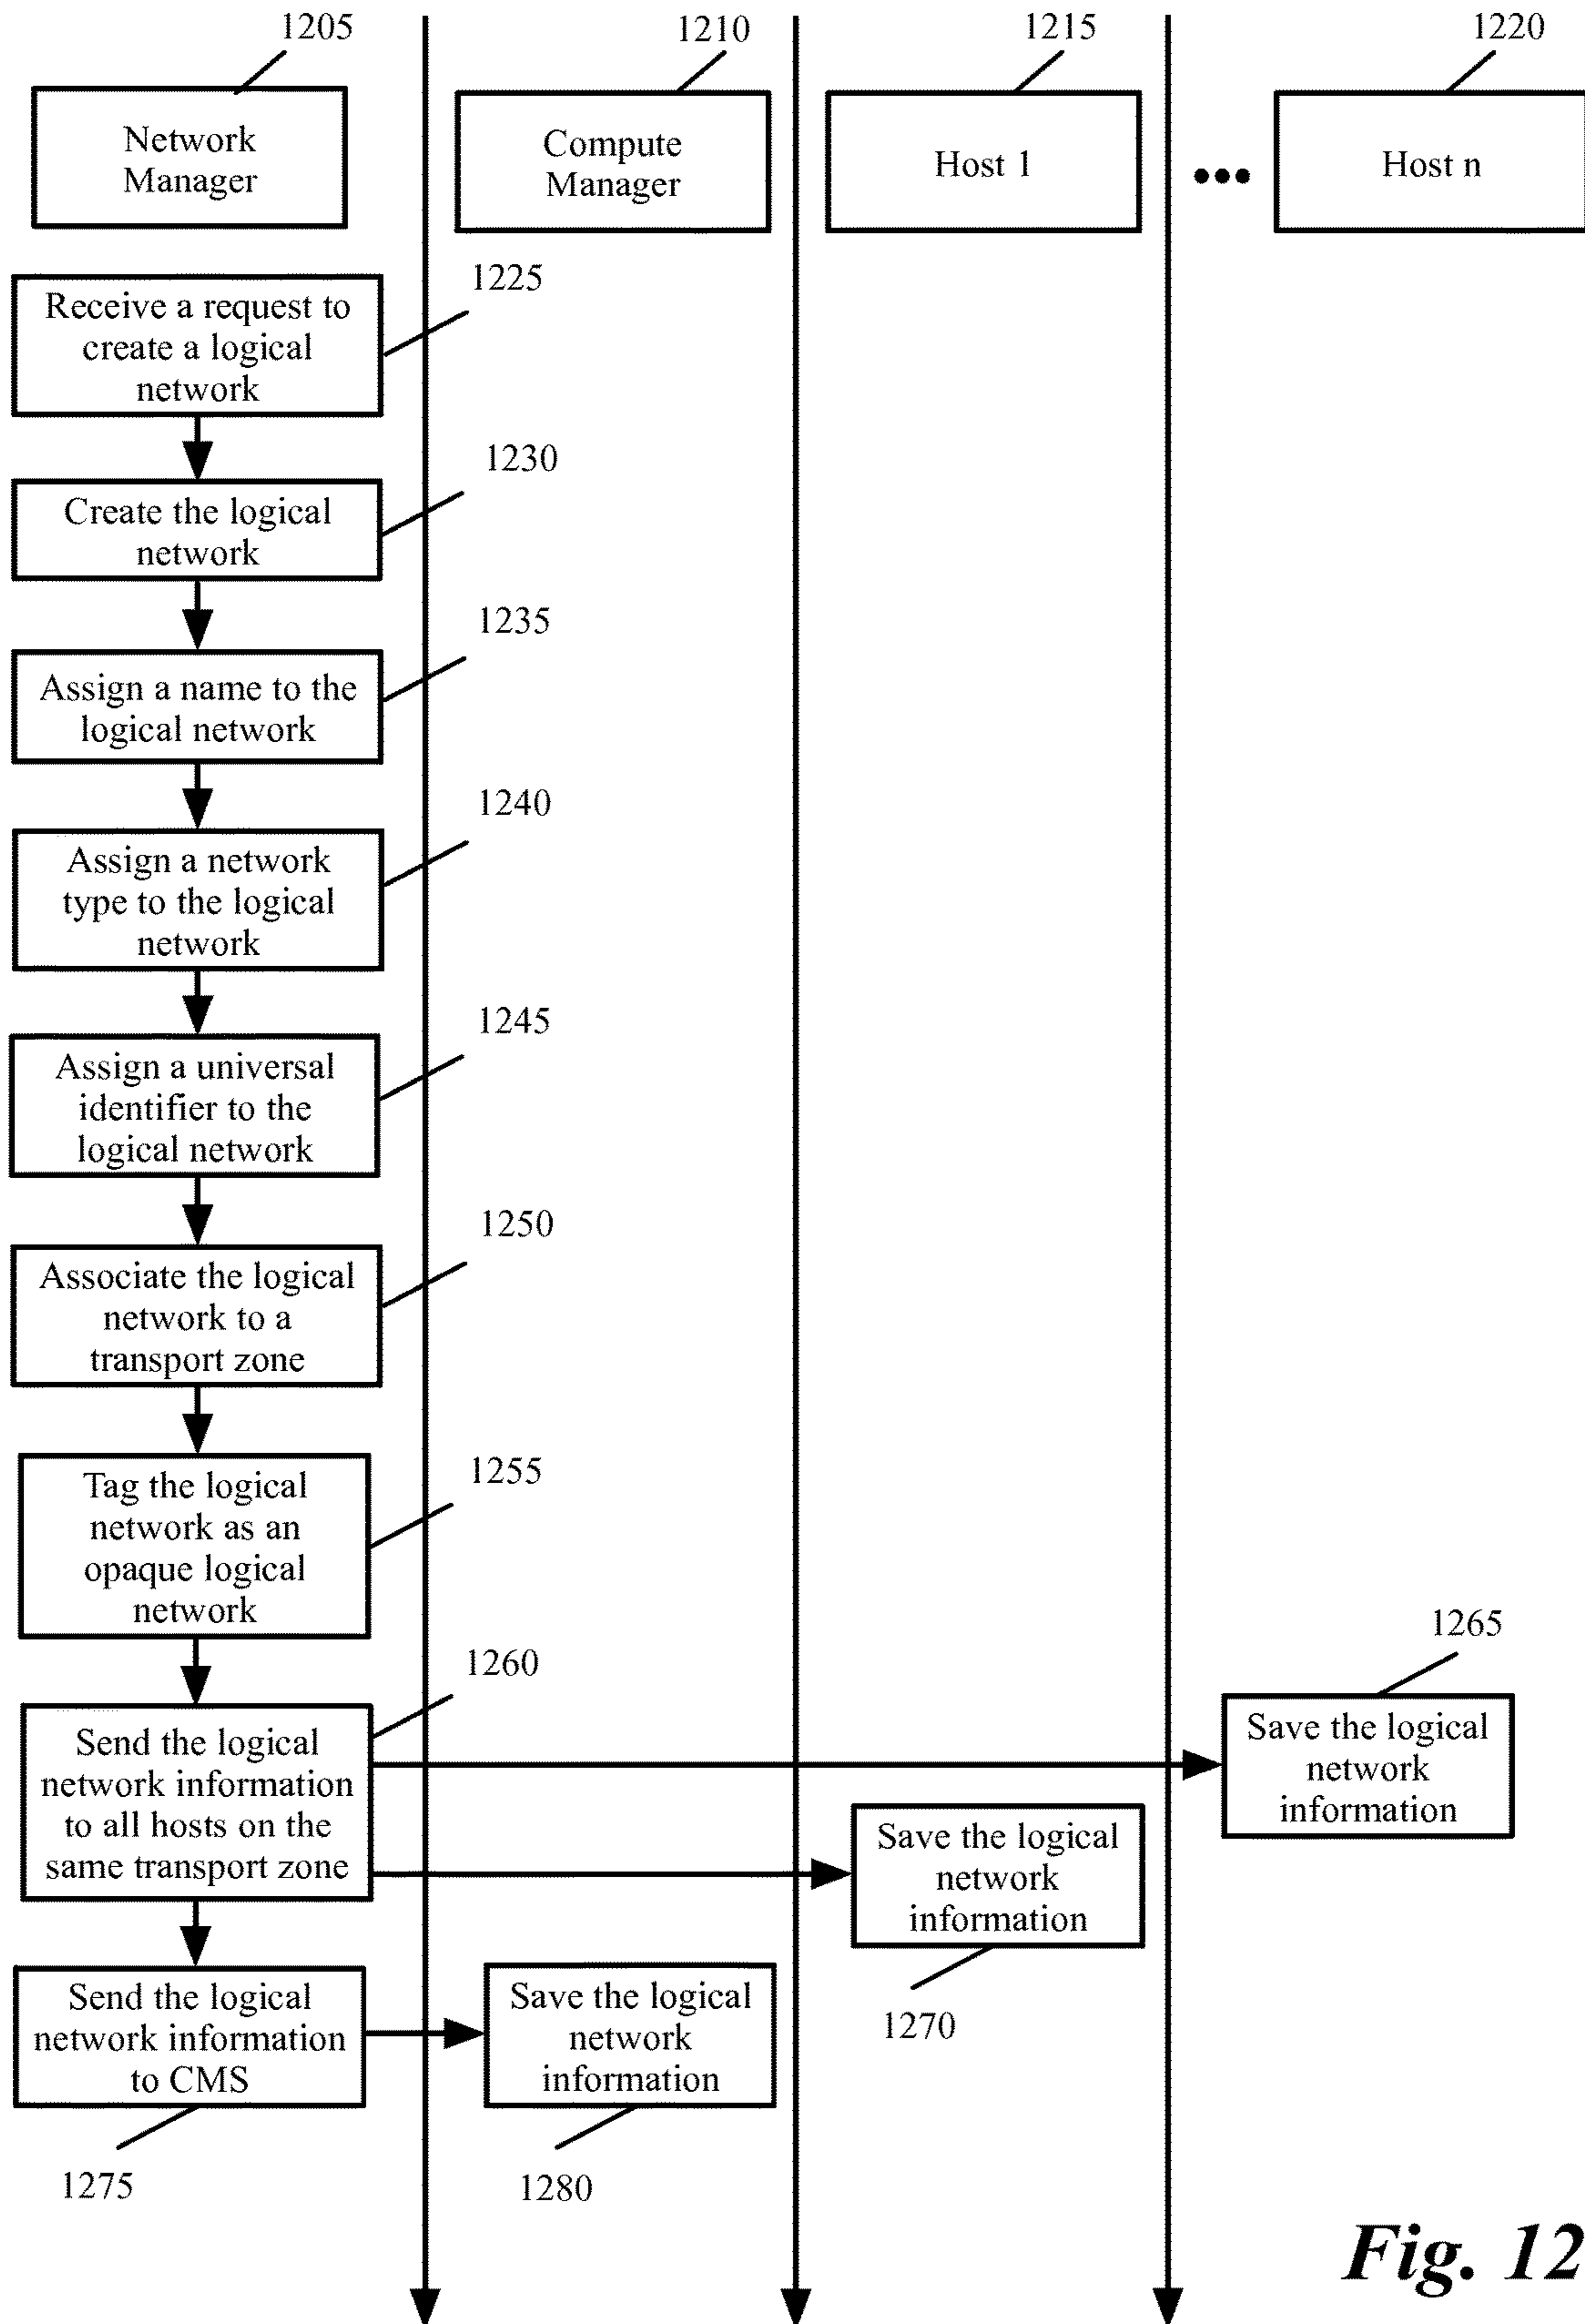 1205
1210
1215
1220
Network
Manager
Compute
Manager
Host 1
Host n
1225
Receive a request to
create a logical
network
1230
Create the logical
network
1235
Assign a name to the
logical network
1240
Assign a network
type to the logical
network
1245
Assign a universal
identifier to the
logical network
1250
Associate the logical
network to a
transport zone
1255
Tag the logical
network as an
opaque logical
network
1260
Send the logical
network information
to all hosts on the
same transport zone
1265
Save the logical
network
information
Save the logical
network
information
1270
Send the logical
network information
to CMS
1275
Save the logical
network
information
1280
Fig. 12